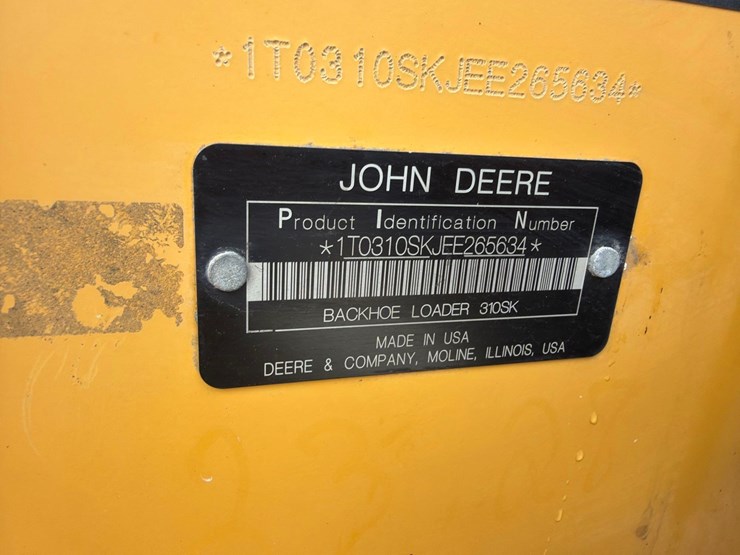 *1T0310SKJEE265634*
JOHN DEERE
Product Identification Number
*1T0310SKJEE265634*
BACKHOE LOADER 310SK
MADE IN USA
DEERE & COMPANY, MOLINE, ILLINOIS, USA